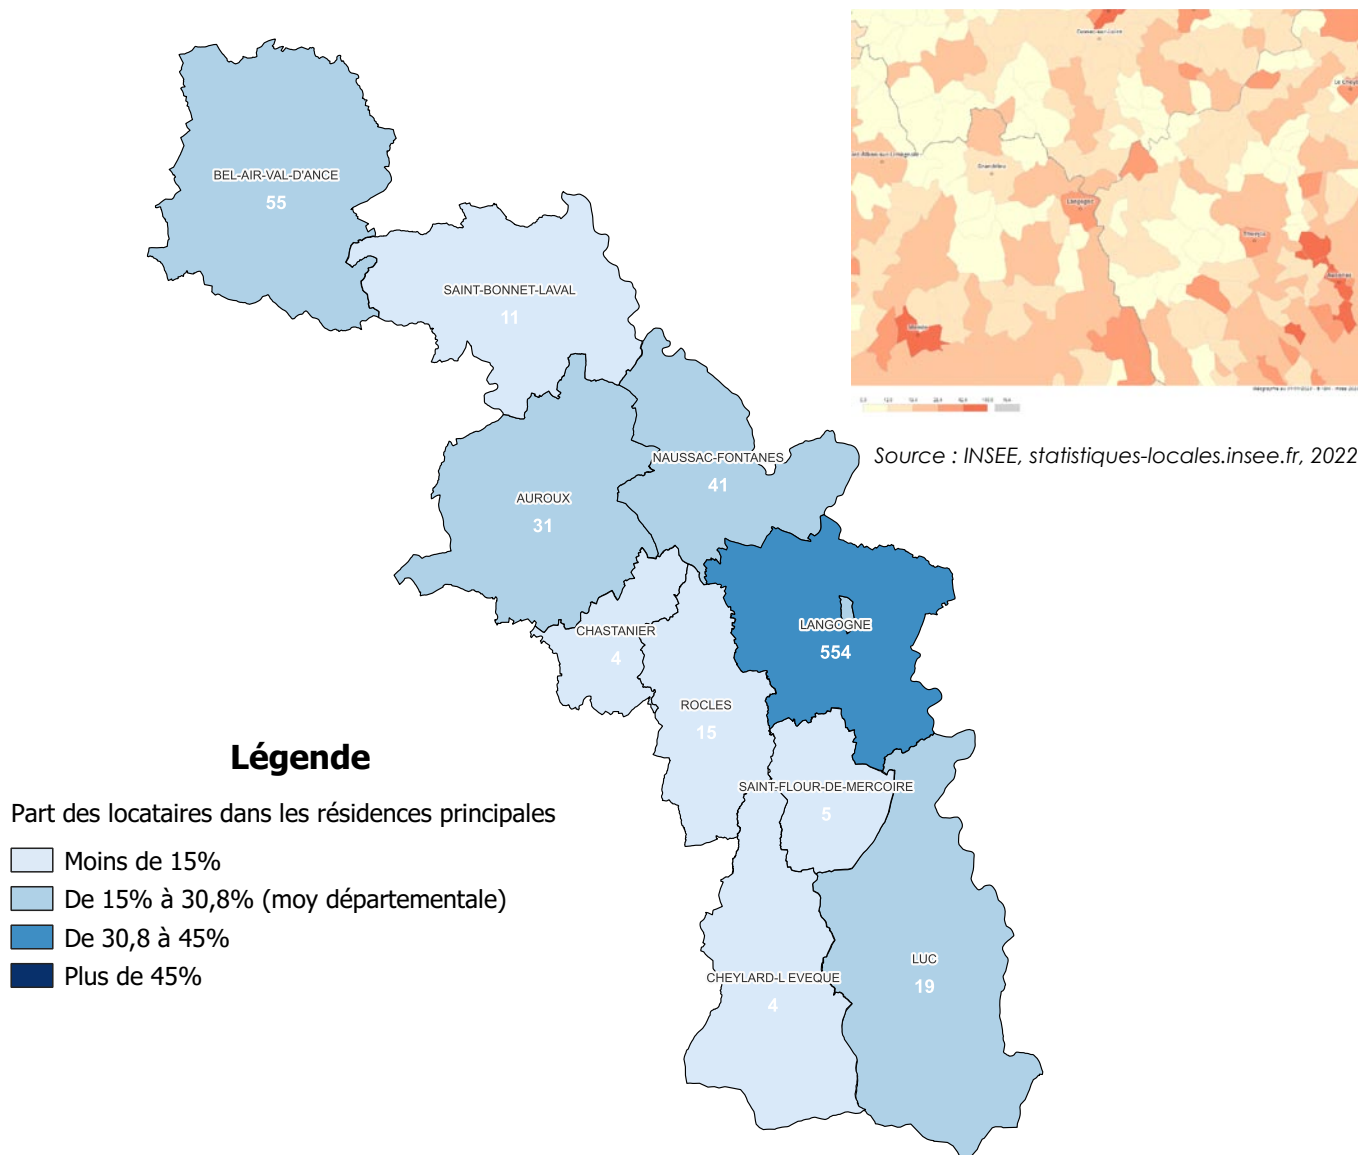 BEL-AIR-VAL-D'ANCE
55
SAINT-BONNET-LAVAL
11
NAUSSAC-FONTANES
41
AUROUX
31
LANGOGNE
554
CHASTANIER
4
ROCLES
15
SAINT-FLOUR-DE-MERCOIRE
5
CHEYLARD-L EVEQUE
4
LUC
19
Langogne
Mende
Source : INSEE, statistiques-locales.insee.fr, 2022
Légende
Part des locataires dans les résidences principales
Moins de 15%
De 15% à 30,8% (moy départementale)
De 30,8 à 45%
Plus de 45%